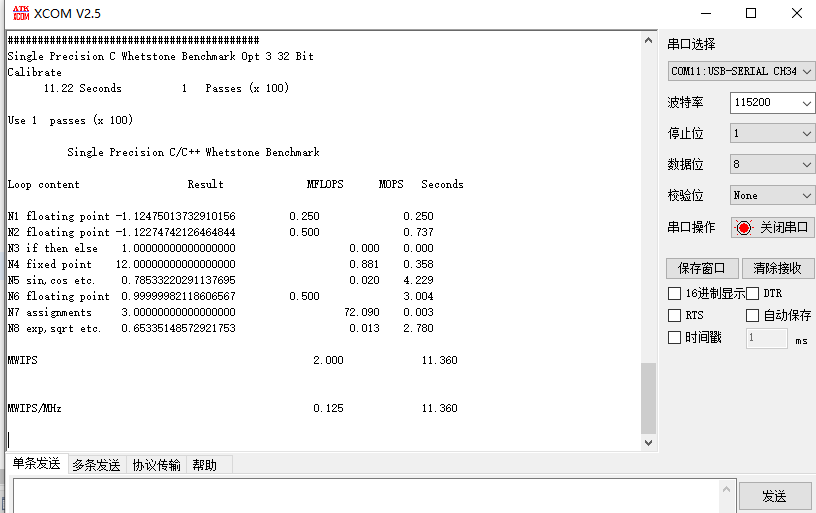 ATK XCOM XCOM V2.5
##########################################
Single Precision C Whetstone Benchmark Opt 3 32 Bit
Calibrate
11.22 Seconds 1 Passes (x 100)
Use 1 passes (x 100)
Single Precision C/C++ Whetstone Benchmark
Loop content Result MFLOPS MOPS Seconds
N1 floating point -1.12475013732910156 0.250 0.250
N2 floating point -1.12274742126464844 0.500 0.737
N3 if then else 1.00000000000000000 0.000 0.000
N4 fixed point 12.00000000000000000 0.881 0.358
N5 sin,cos etc. 0.78533220291137695 0.020 4.229
N6 floating point 0.99999982118606567 0.500 3.004
N7 assignments 3.00000000000000000 72.090 0.003
N8 exp,sqrt etc. 0.65335148572921753 0.013 2.780
MWIPS 2.000 11.360
MWIPS/MHz 0.125 11.360
串口选择
COM11:USB-SERIAL CH34
波特率 115200
停止位 1
数据位 8
校验位 None
串口操作 关闭串口
保存窗口 清除接收
16进制显示 DTR
RTS 自动保存
时间戳 1 ms
单条发送 多条发送 协议传输 帮助
发送